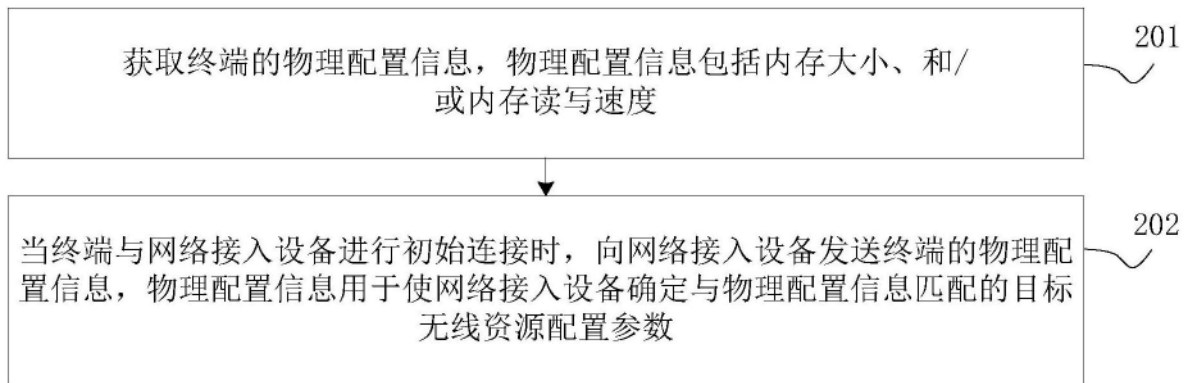 获取终端的物理配置信息，物理配置信息包括内存大小、和/
或内存读写速度
201
当终端与网络接入设备进行初始连接时，向网络接入设备发送终端的物理配
置信息，物理配置信息用于使网络接入设备确定与物理配置信息匹配的目标
无线资源配置参数
202